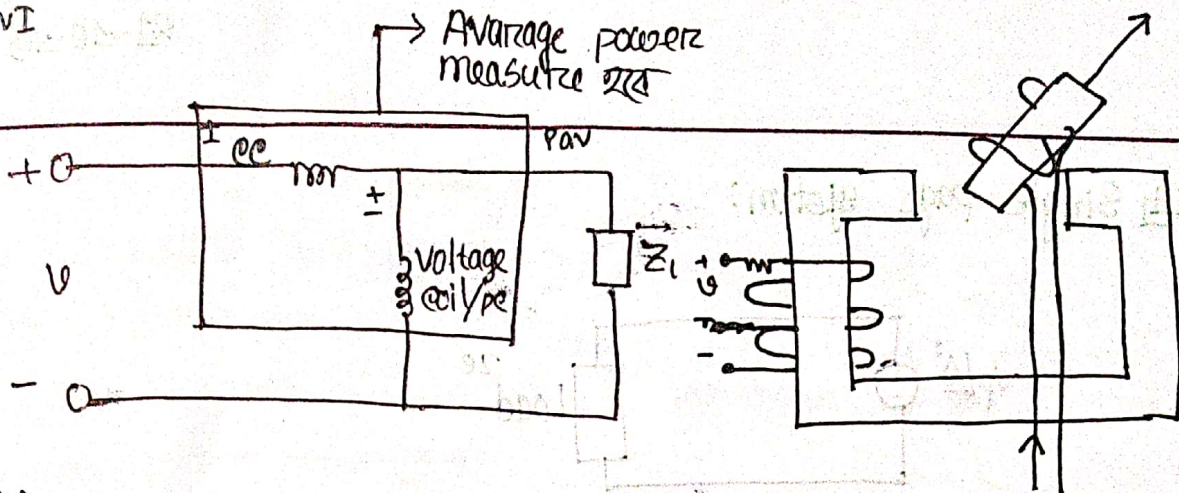 VI
→ Avarage power
measure হবে
I
CC
Pav
+
±
V
voltage
coil/pc
Z₁
+
V
-
-